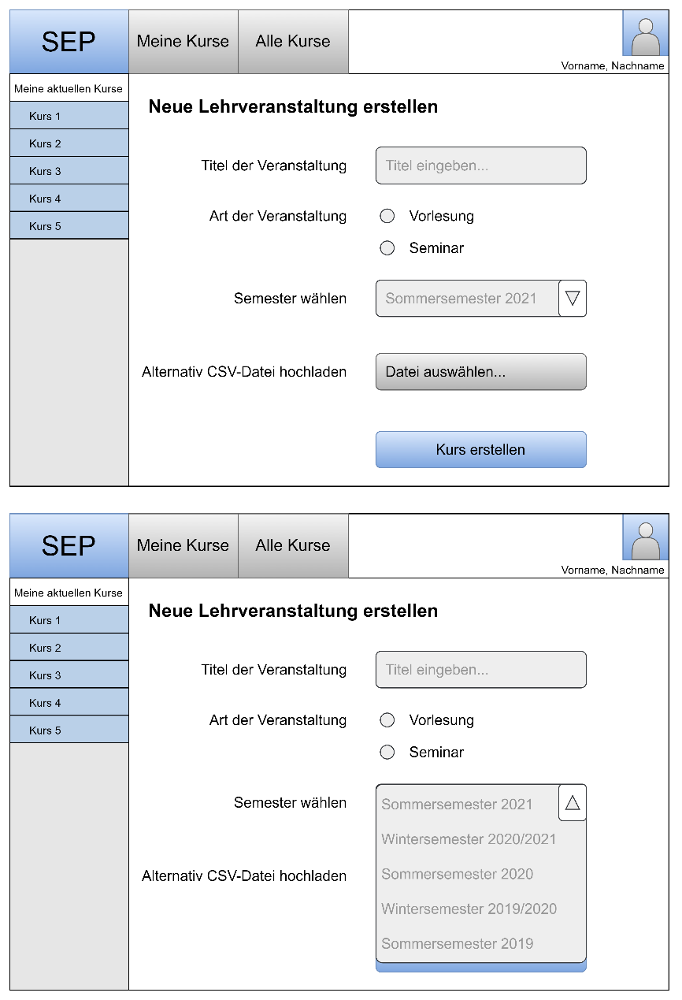 SEP
Meine Kurse
Alle Kurse
Vorname, Nachname
Meine aktuellen Kurse
Kurs 1
Kurs 2
Kurs 3
Kurs 4
Kurs 5
Neue Lehrveranstaltung erstellen
Titel der Veranstaltung
Titel eingeben...
Art der Veranstaltung
Vorlesung
Seminar
Semester wählen
Sommersemester 2021
Alternativ CSV-Datei hochladen
Datei auswählen...
Kurs erstellen
SEP
Meine Kurse
Alle Kurse
Vorname, Nachname
Meine aktuellen Kurse
Kurs 1
Kurs 2
Kurs 3
Kurs 4
Kurs 5
Neue Lehrveranstaltung erstellen
Titel der Veranstaltung
Titel eingeben...
Art der Veranstaltung
Vorlesung
Seminar
Semester wählen
Sommersemester 2021
Wintersemester 2020/2021
Alternativ CSV-Datei hochladen
Sommersemester 2020
Wintersemester 2019/2020
Sommersemester 2019